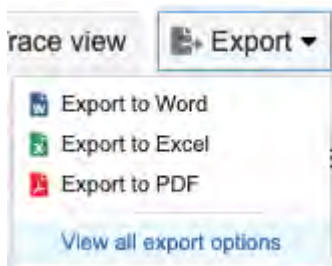 race view Export
Export to Word
Export to Excel
Export to PDF
View all export options